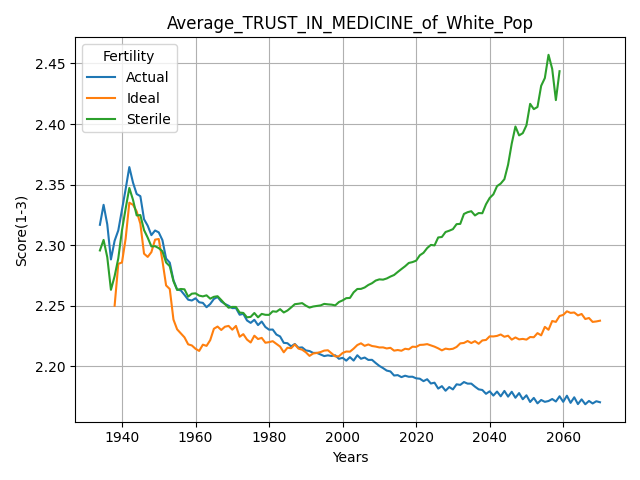 Average_TRUST_IN_MEDICINE_of_White_Pop
Fertility
Actual
Ideal
Sterile
Score(1-3)
2.45
2.40
2.35
2.30
2.25
2.20
1940 1960 1980 2000 2020 2040 2060
Years